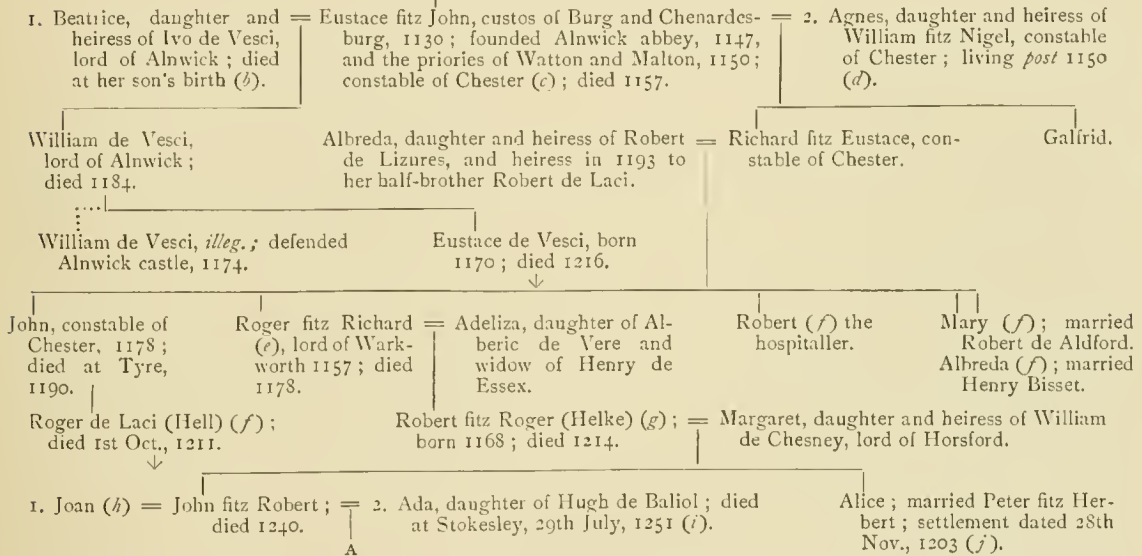 1. Beatrice, daughter and
heiress of Ivo de Vesci,
lord of Alnwick ; died
at her son's birth (b).
= Eustace fitz John, custos of Burg and Chenardes-
burg, 1130 ; founded Alnwick abbey, 1147,
and the priories of Watton and Malton, 1150 ;
constable of Chester (c) ; died 1157.
= 2. Agnes, daughter and heiress of
William fitz Nigel, constable
of Chester ; living post 1150
(d).
William de Vesci,
lord of Alnwick ;
died 1184.
Albreda, daughter and heiress of Robert
de Lizures, and heiress in 1193 to
her half-brother Robert de Laci.
= Richard fitz Eustace, con-
stable of Chester.
Galfrid.
William de Vesci, illeg. ; defended
Alnwick castle, 1174.
Eustace de Vesci, born
1170 ; died 1216.
John, constable of
Chester, 1178 ;
died at Tyre,
1190.
Roger fitz Richard
(e), lord of Wark-
worth 1157 ; died
1178.
= Adeliza, daughter of Al-
beric de Vere and
widow of Henry de
Essex.
Robert (f) the
hospitaller.
Mary (f) ; married
Robert de Aldford.
Albreda (f) ; married
Henry Bisset.
Roger de Laci (Hell) (f) ;
died 1st Oct., 1211.
Robert fitz Roger (Helke) (g) ;
born 1168 ; died 1214.
= Margaret, daughter and heiress of William
de Chesney, lord of Horsford.
1. Joan (h) = John fitz Robert ;
died 1240.
= 2. Ada, daughter of Hugh de Baliol ; died
at Stokesley, 29th July, 1251 (i).
Alice ; married Peter fitz Her-
bert ; settlement dated 28th
Nov., 1203 (j).
A